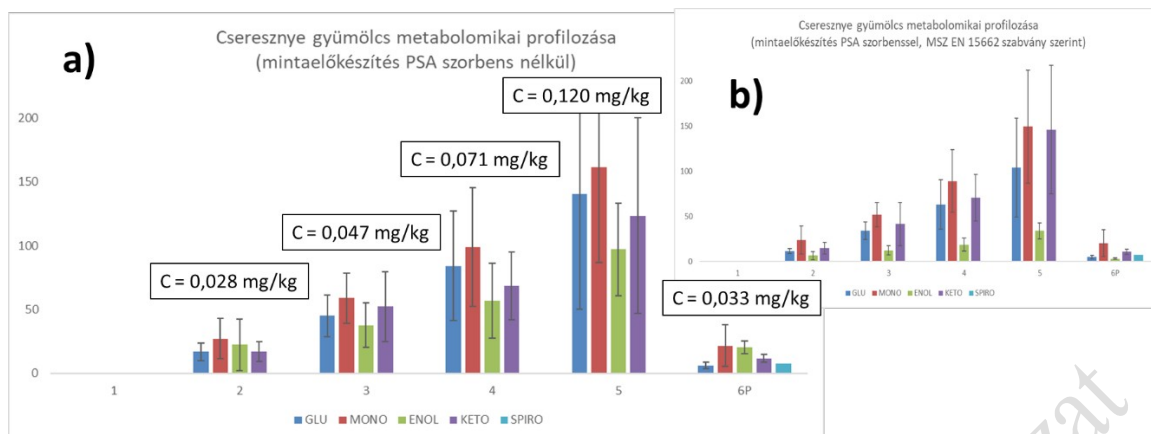 a)
Cseresznye gyümölcs metabolomikai profilozása
(mintaelőkészítés PSA szorbens nélkül)
C = 0,120 mg/kg
C = 0,071 mg/kg
C = 0,047 mg/kg
C = 0,028 mg/kg
C = 0,033 mg/kg
200
150
100
50
0
1 2 3 4 5 6P
GLU MONO ENOL KETO SPIRO
b)
Cseresznye gyümölcs metabolomikai profilozása
(mintaelőkészítés PSA szorbenssel, MSZ EN 15662 szabvány szerint)
200
150
100
50
0
1 2 3 4 5 6P
GLU MONO ENOL KETO SPIRO
zat